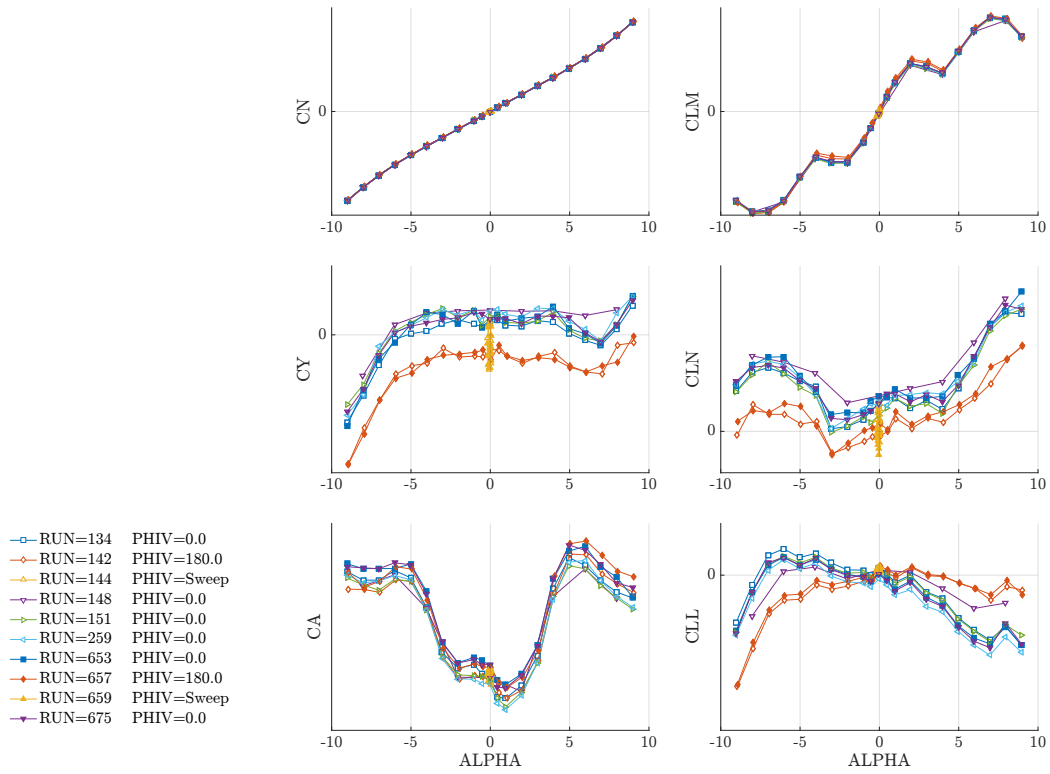 CN
0
-10 -5 0 5 10
CLM
0
-10 -5 0 5 10
CY
0
-10 -5 0 5 10
CLN
0
-10 -5 0 5 10
RUN=134 PHIV=0.0
RUN=142 PHIV=180.0
RUN=144 PHIV=Sweep
RUN=148 PHIV=0.0
RUN=151 PHIV=0.0
RUN=259 PHIV=0.0
RUN=653 PHIV=0.0
RUN=657 PHIV=180.0
RUN=659 PHIV=Sweep
RUN=675 PHIV=0.0
CA
-10 -5 0 5 10
ALPHA
CLL
0
-10 -5 0 5 10
ALPHA